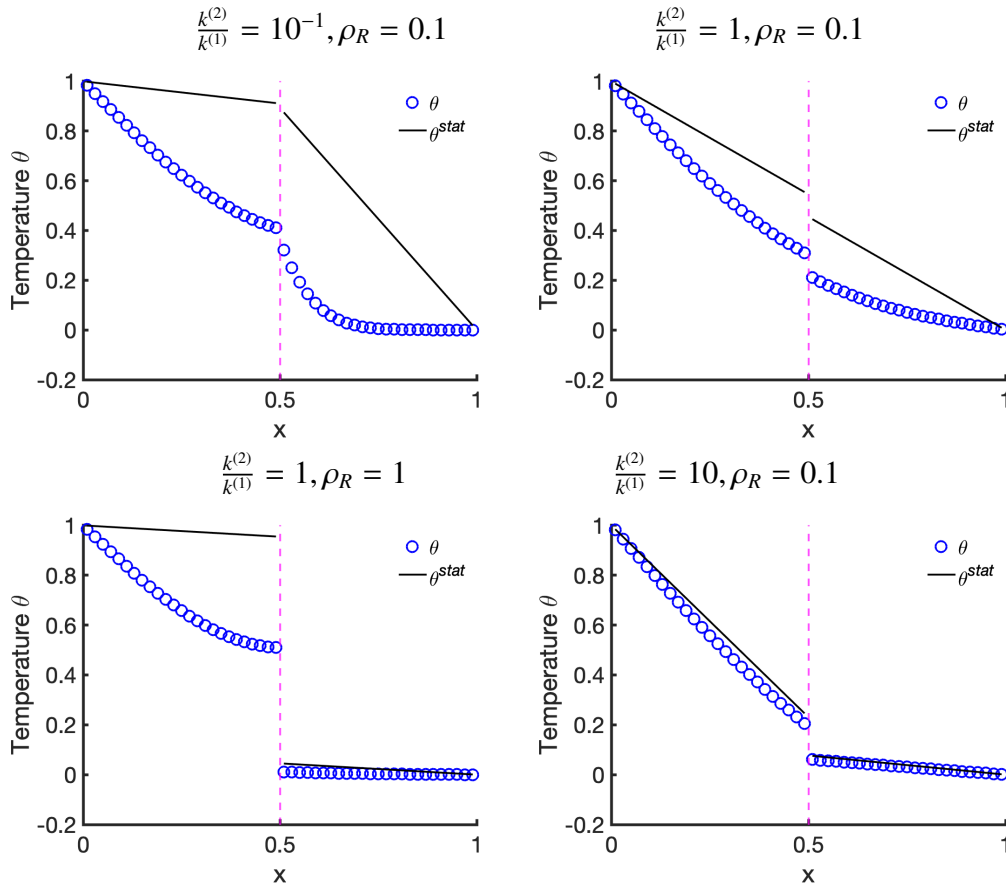 k^{(2)}/k^{(1)} = 10^{-1}, ρ_R = 0.1
1
0.8
0.6
0.4
0.2
0
-0.2
Temperature θ
θ
θ^{stat}
0
0.5
1
x
k^{(2)}/k^{(1)} = 1, ρ_R = 0.1
1
0.8
0.6
0.4
0.2
0
-0.2
Temperature θ
θ
θ^{stat}
0
0.5
1
x
k^{(2)}/k^{(1)} = 1, ρ_R = 1
1
0.8
0.6
0.4
0.2
0
-0.2
Temperature θ
θ
θ^{stat}
0
0.5
1
x
k^{(2)}/k^{(1)} = 10, ρ_R = 0.1
1
0.8
0.6
0.4
0.2
0
-0.2
Temperature θ
θ
θ^{stat}
0
0.5
1
x